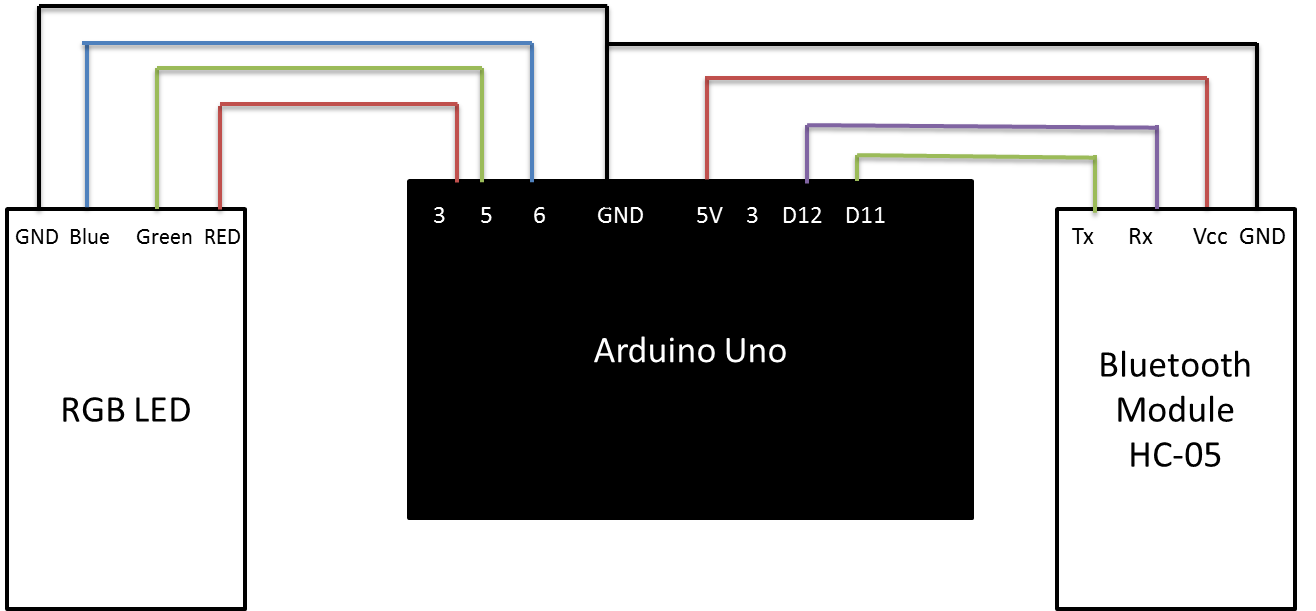 3 5 6 GND 5V 3 D12 D11
GND Blue Green RED
Tx Rx Vcc GND
Arduino Uno
RGB LED
Bluetooth
Module
HC-05